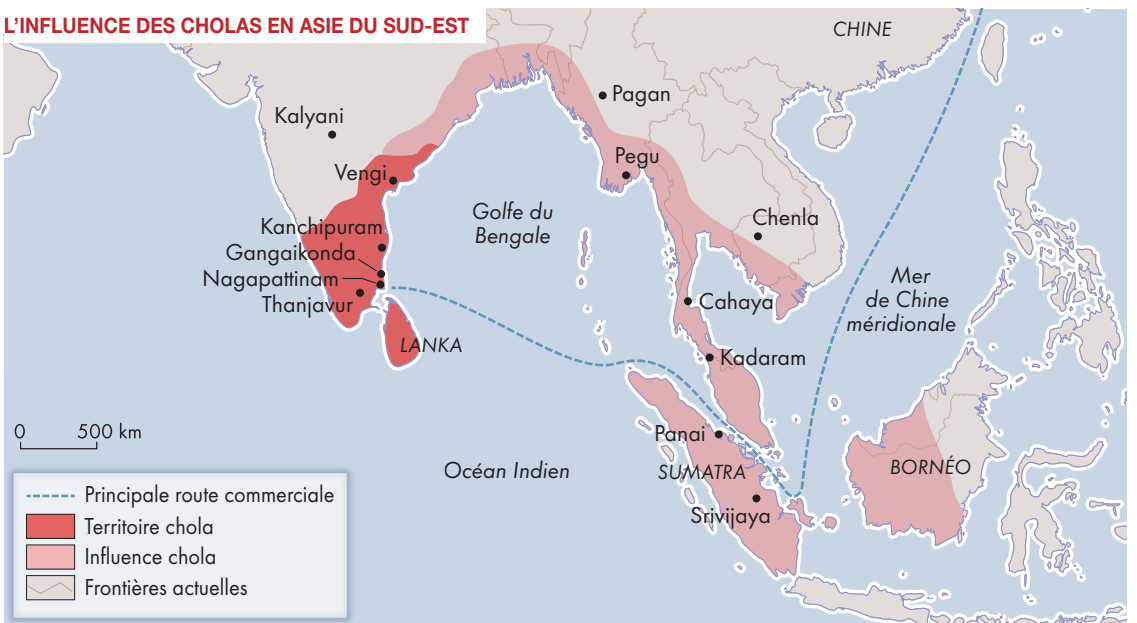 L'INFLUENCE DES CHOLAS EN ASIE DU SUD-EST
CHINE
Kalyani
Pagan
Vengi
Pegu
Golfe du
Bengale
Chenla
Kanchipuram
Gangaikonda
Nagapattinam
Thanjavur
Mer
de Chine
méridionale
Cahaya
LANKA
Kadaram
0 500 km
Panai
Océan Indien
SUMATRA
BORNÉO
Srivijaya
Principale route commerciale
Territoire chola
Influence chola
Frontières actuelles